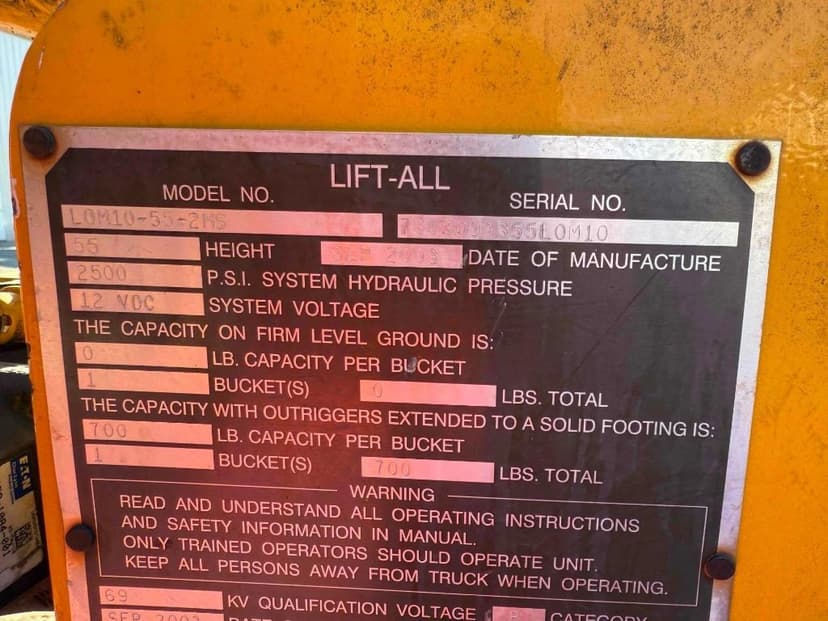 LIFT-ALL
MODEL NO. SERIAL NO.
LOM10-55-2MS
55 HEIGHT DATE OF MANUFACTURE
2500 P.S.I. SYSTEM HYDRAULIC PRESSURE
12 VDC SYSTEM VOLTAGE
THE CAPACITY ON FIRM LEVEL GROUND IS:
0 LB. CAPACITY PER BUCKET
1 BUCKET(S) 0 LBS. TOTAL
THE CAPACITY WITH OUTRIGGERS EXTENDED TO A SOLID FOOTING IS:
700 LB. CAPACITY PER BUCKET
1 BUCKET(S) 700 LBS. TOTAL
WARNING
READ AND UNDERSTAND ALL OPERATING INSTRUCTIONS
AND SAFETY INFORMATION IN MANUAL.
ONLY TRAINED OPERATORS SHOULD OPERATE UNIT.
KEEP ALL PERSONS AWAY FROM TRUCK WHEN OPERATING.
69 KV QUALIFICATION VOLTAGE CATEGORY
EATON